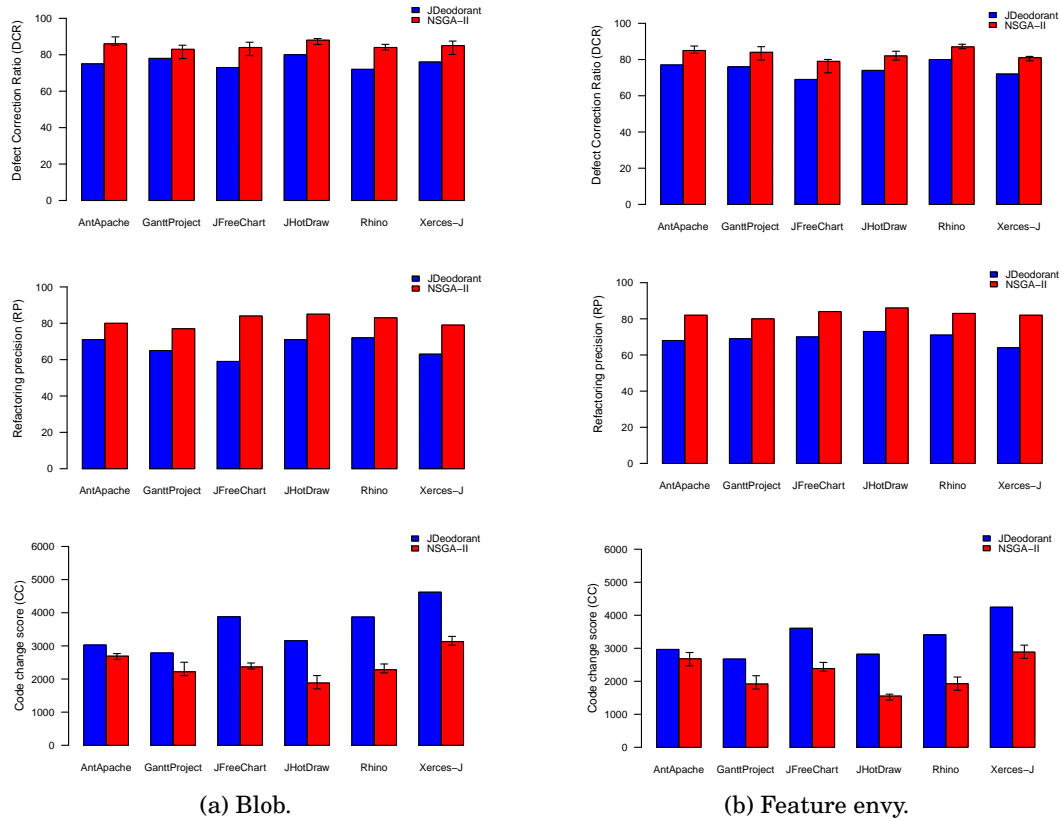 JDeodorant
NSGA−II
Defect Correction Ratio (DCR)
100
80
60
40
20
0
AntApache GanttProject JFreeChart JHotDraw Rhino Xerces−J
JDeodorant
NSGA−II
Refactoring precision (RP)
100
80
60
40
20
0
AntApache GanttProject JFreeChart JHotDraw Rhino Xerces−J
JDeodorant
NSGA−II
Code change score (CC)
6000
5000
4000
3000
2000
1000
0
AntApache GanttProject JFreeChart JHotDraw Rhino Xerces−J
(a) Blob.
JDeodorant
NSGA−II
Defect Correction Ratio (DCR)
100
80
60
40
20
0
AntApache GanttProject JFreeChart JHotDraw Rhino Xerces−J
JDeodorant
NSGA−II
Refactoring precision (RP)
100
80
60
40
20
0
AntApache GanttProject JFreeChart JHotDraw Rhino Xerces−J
JDeodorant
NSGA−II
Code change score (CC)
6000
5000
4000
3000
2000
1000
0
AntApache GanttProject JFreeChart JHotDraw Rhino Xerces−J
(b) Feature envy.